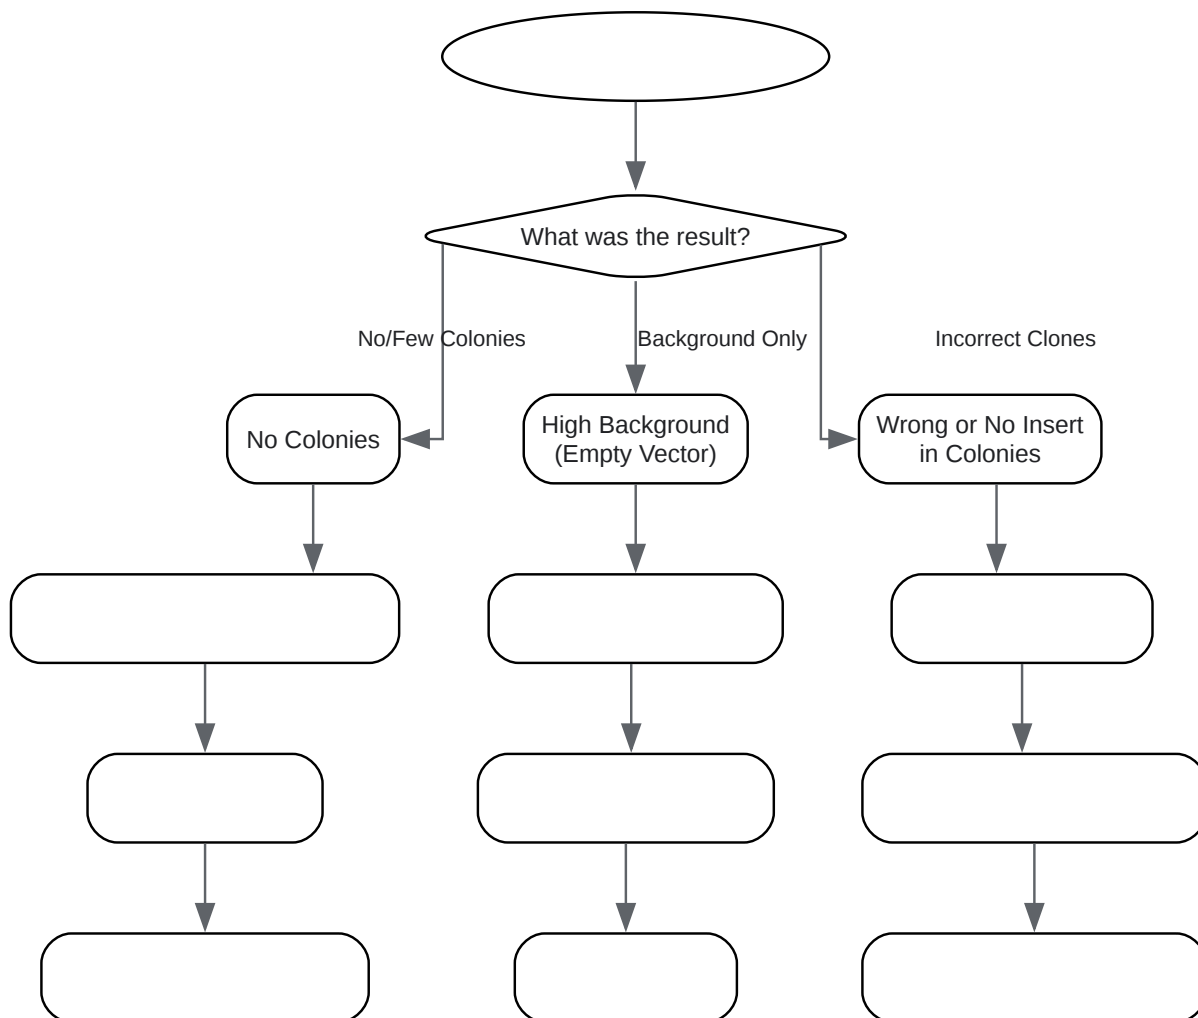 What was the result?
No/Few Colonies
Background Only
Incorrect Clones
No Colonies
High Background
(Empty Vector)
Wrong or No Insert
in Colonies